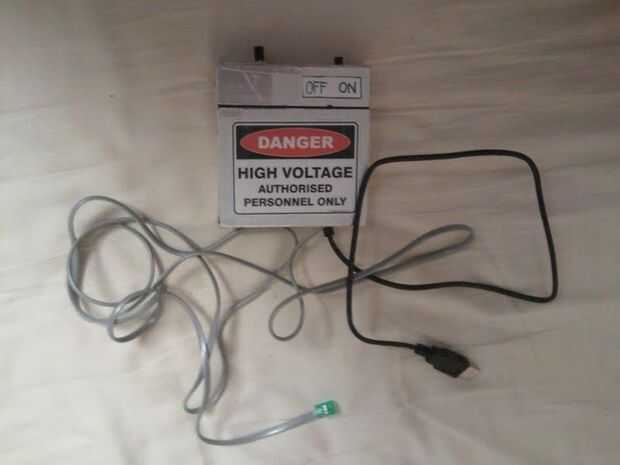 OFF ON
DANGER
HIGH VOLTAGE
AUTHORISED
PERSONNEL ONLY